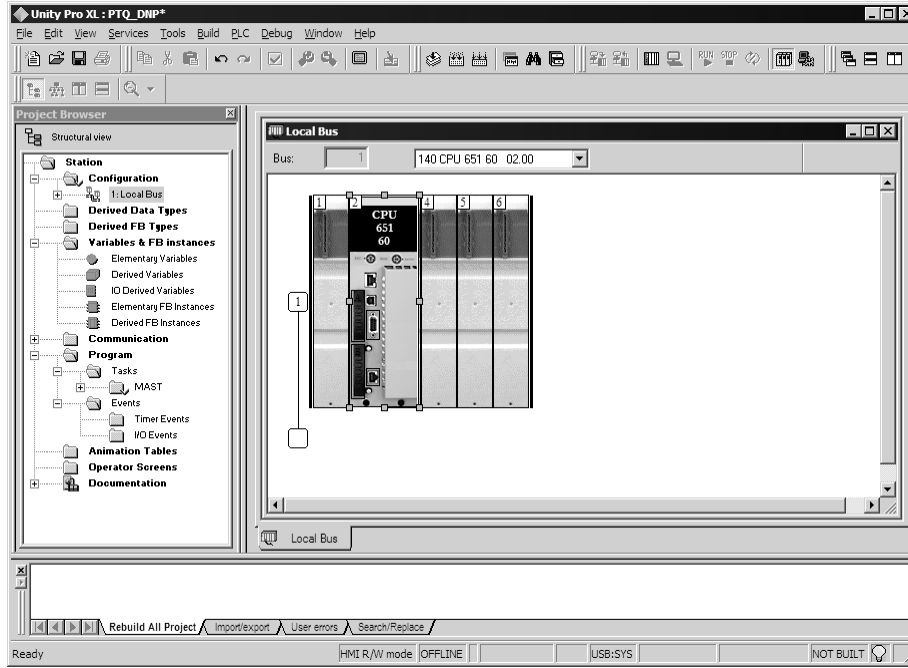 Unity Pro XL : PTQ_DNP*
File Edit View Services Tools Build PLC Debug Window Help
RUN STOP
Project Browser
Structural view
Station
Configuration
1: Local Bus
Derived Data Types
Derived FB Types
Variables & FB instances
Elementary Variables
Derived Variables
IO Derived Variables
Elementary FB Instances
Derived FB Instances
Communication
Program
Tasks
MAST
Events
Timer Events
I/O Events
Animation Tables
Operator Screens
Documentation
Local Bus
Bus: 1 140 CPU 651 60 02.00
1 2 4 5 6
CPU
651
60
1
Local Bus
Rebuild All Project Import/export User errors Search/Replace
Ready HMI R/W mode OFFLINE USB:SYS NOT BUILT